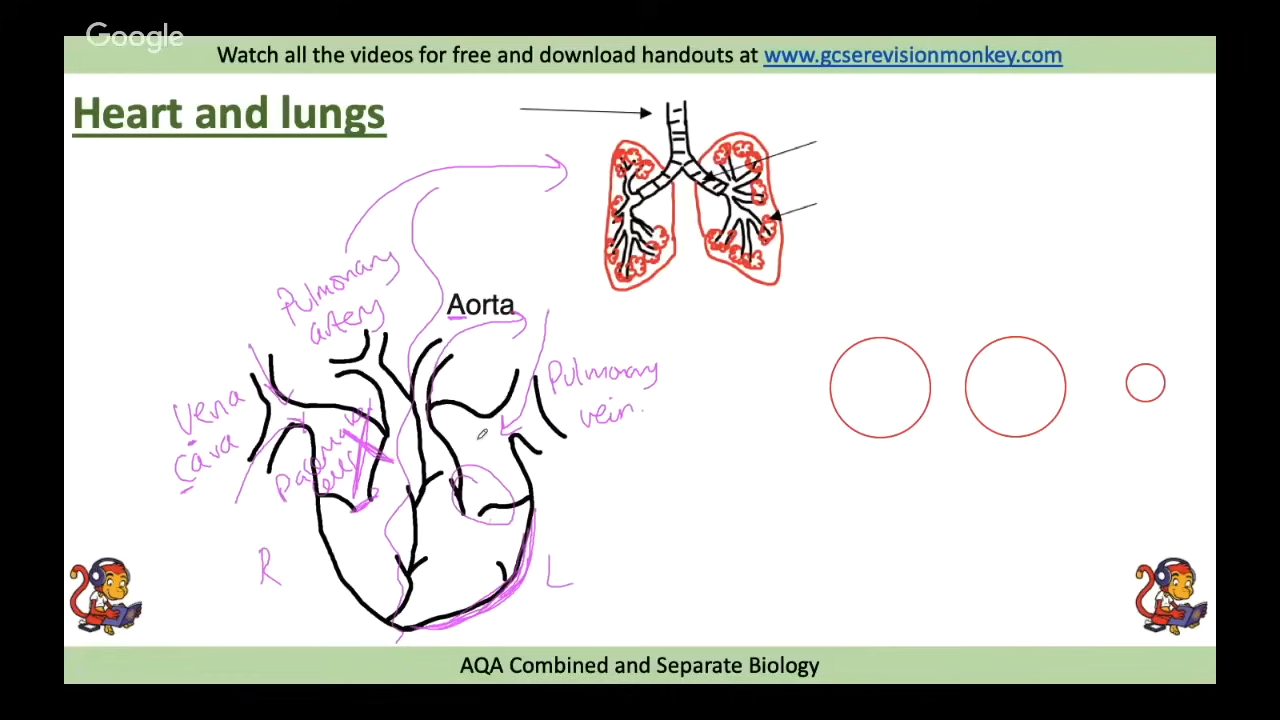 Google
Watch all the videos for free and download handouts at www.gcserevisionmonkey.com
Heart and lungs
Pulmonary
artery
Aorta
Pulmonary
vein.
Vena
cava
R
L
AQA Combined and Separate Biology